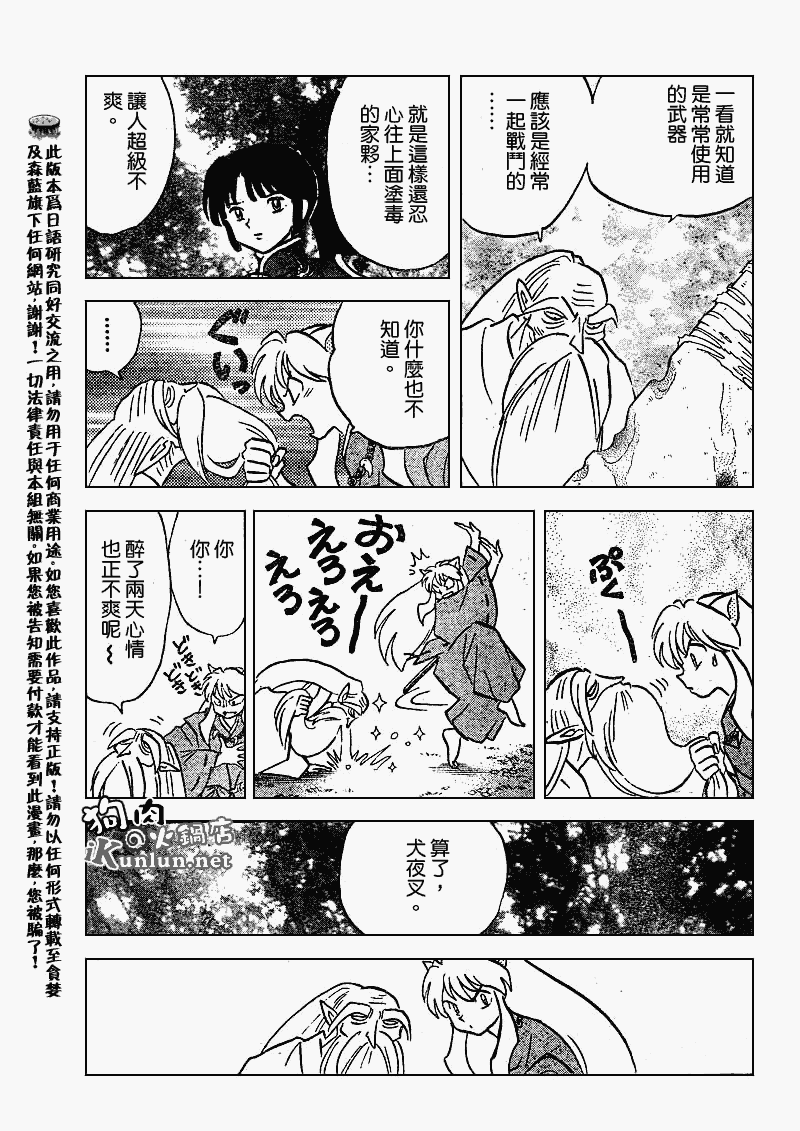 一看就知道
是常常使用
的武器
應該是經常
一起戰鬥的
……
就是這樣還忍
心往上面塗毒
的家夥…
讓人超級不
爽。
你什麼也不
知道。
ぐいっ
……
ぷく〜
おえ〜
えろえろ
えろ
你
你…！
どきどき
どきどき
醉了兩天心情
也正不爽呢～
算了，
犬夜叉。
狗肉の火鍋店
iKunlun.net
此版本爲日語研究同好交流之用，請勿用于任何商業用途。如您喜歡此作品，請支持正版！請勿以任何形式轉載至貪婪
及森藍旗下任何網站，謝謝！一切法律責任與本組無關。如果您被告知需要付款才能看到此漫畫，那麽，您被騙了！